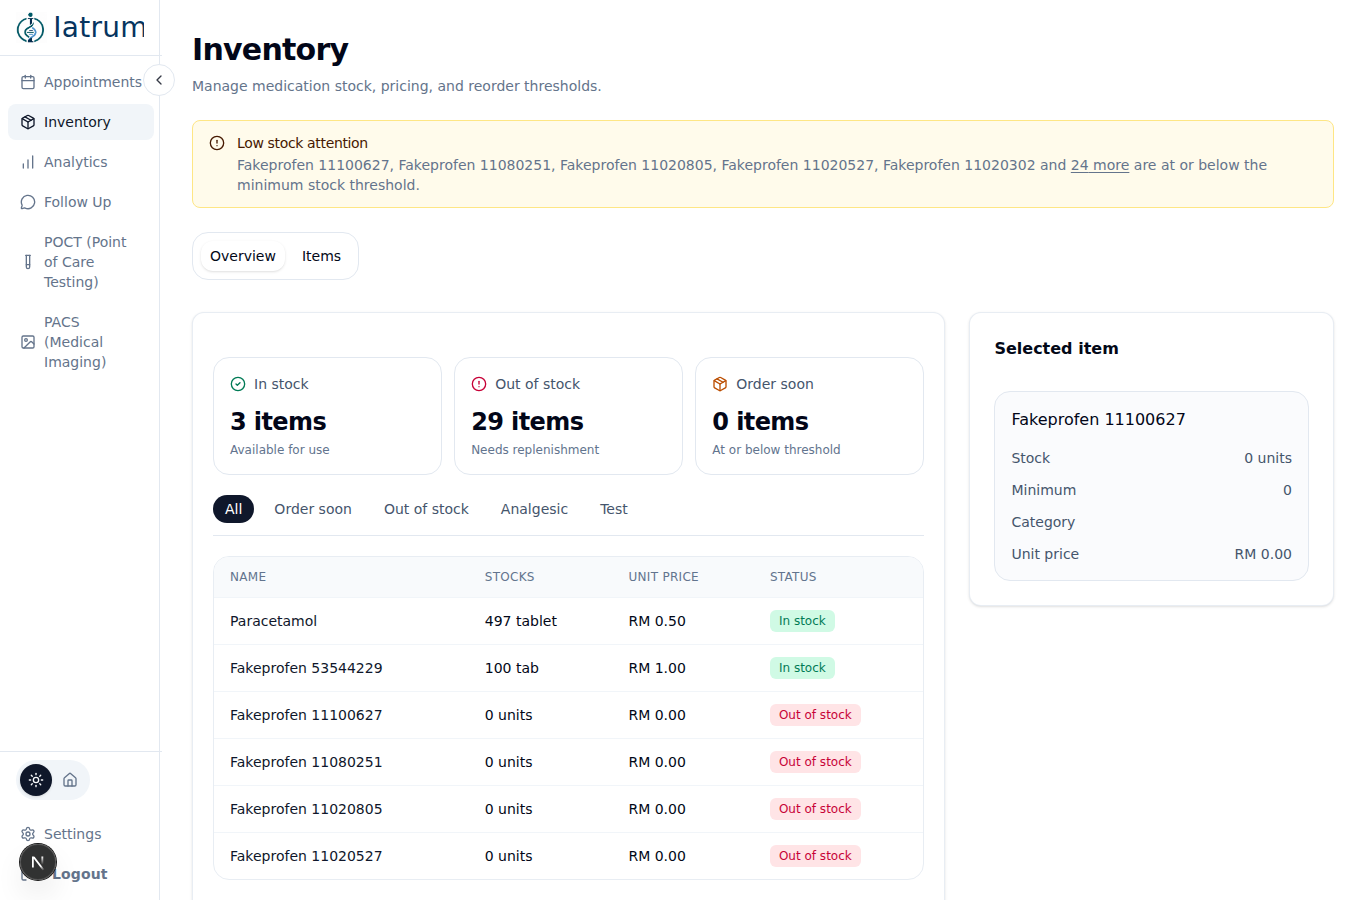 Iatrum
Appointments
Inventory
Analytics
Follow Up
POCT (Point
of Care
Testing)
PACS
(Medical
Imaging)
Settings
N
Logout
Inventory
Manage medication stock, pricing, and reorder thresholds.
Low stock attention
Fakeprofen 11100627, Fakeprofen 11080251, Fakeprofen 11020805, Fakeprofen 11020527, Fakeprofen 11020302 and 24 more are at or below the
minimum stock threshold.
Overview Items
In stock
3 items
Available for use
Out of stock
29 items
Needs replenishment
Order soon
0 items
At or below threshold
All Order soon Out of stock Analgesic Test
NAME STOCKS UNIT PRICE STATUS
Paracetamol 497 tablet RM 0.50 In stock
Fakeprofen 53544229 100 tab RM 1.00 In stock
Fakeprofen 11100627 0 units RM 0.00 Out of stock
Fakeprofen 11080251 0 units RM 0.00 Out of stock
Fakeprofen 11020805 0 units RM 0.00 Out of stock
Fakeprofen 11020527 0 units RM 0.00 Out of stock
Selected item
Fakeprofen 11100627
Stock 0 units
Minimum 0
Category
Unit price RM 0.00